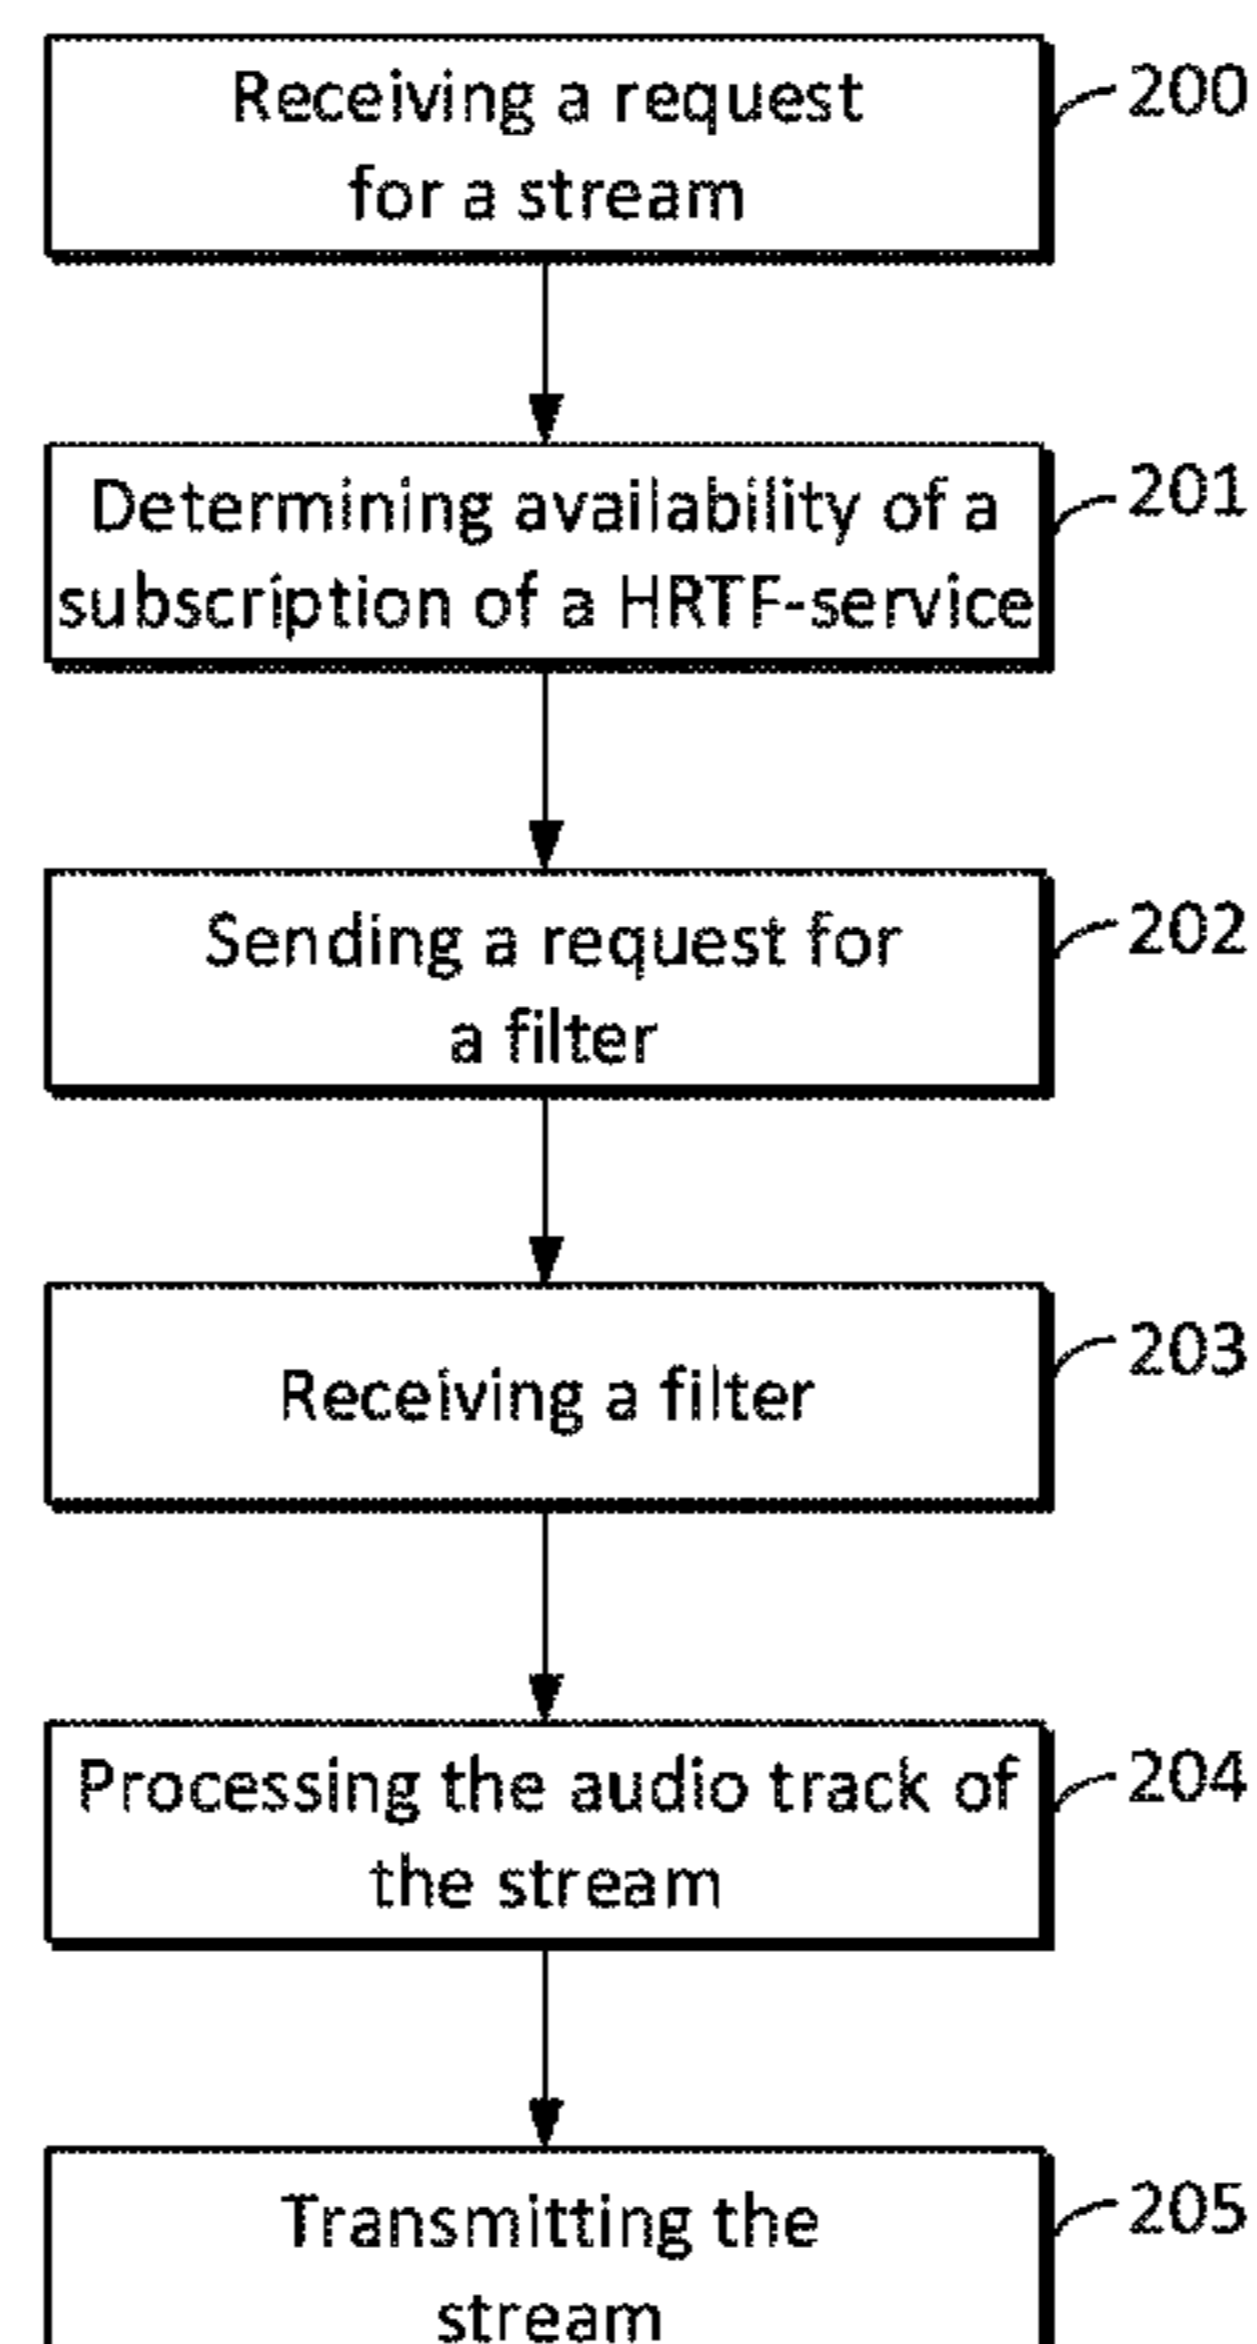 Receiving a request
for a stream
200
Determining availability of a
subscription of a HRTF-service
201
Sending a request for
a filter
202
Receiving a filter
203
Processing the audio track of
the stream
204
Transmitting the
stream
205